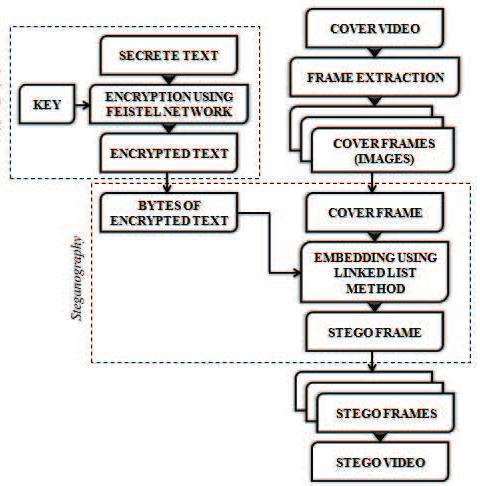 SECRETE TEXT
KEY
ENCRYPTION USING
FEISTEL NETWORK
ENCRYPTED TEXT
COVER VIDEO
FRAME EXTRACTION
COVER FRAMES
(IMAGES)
BYTES OF
ENCRYPTED TEXT
COVER FRAME
EMBEDDING USING
LINKED LIST
METHOD
STEGO FRAME
Steganography
STEGO FRAMES
STEGO VIDEO